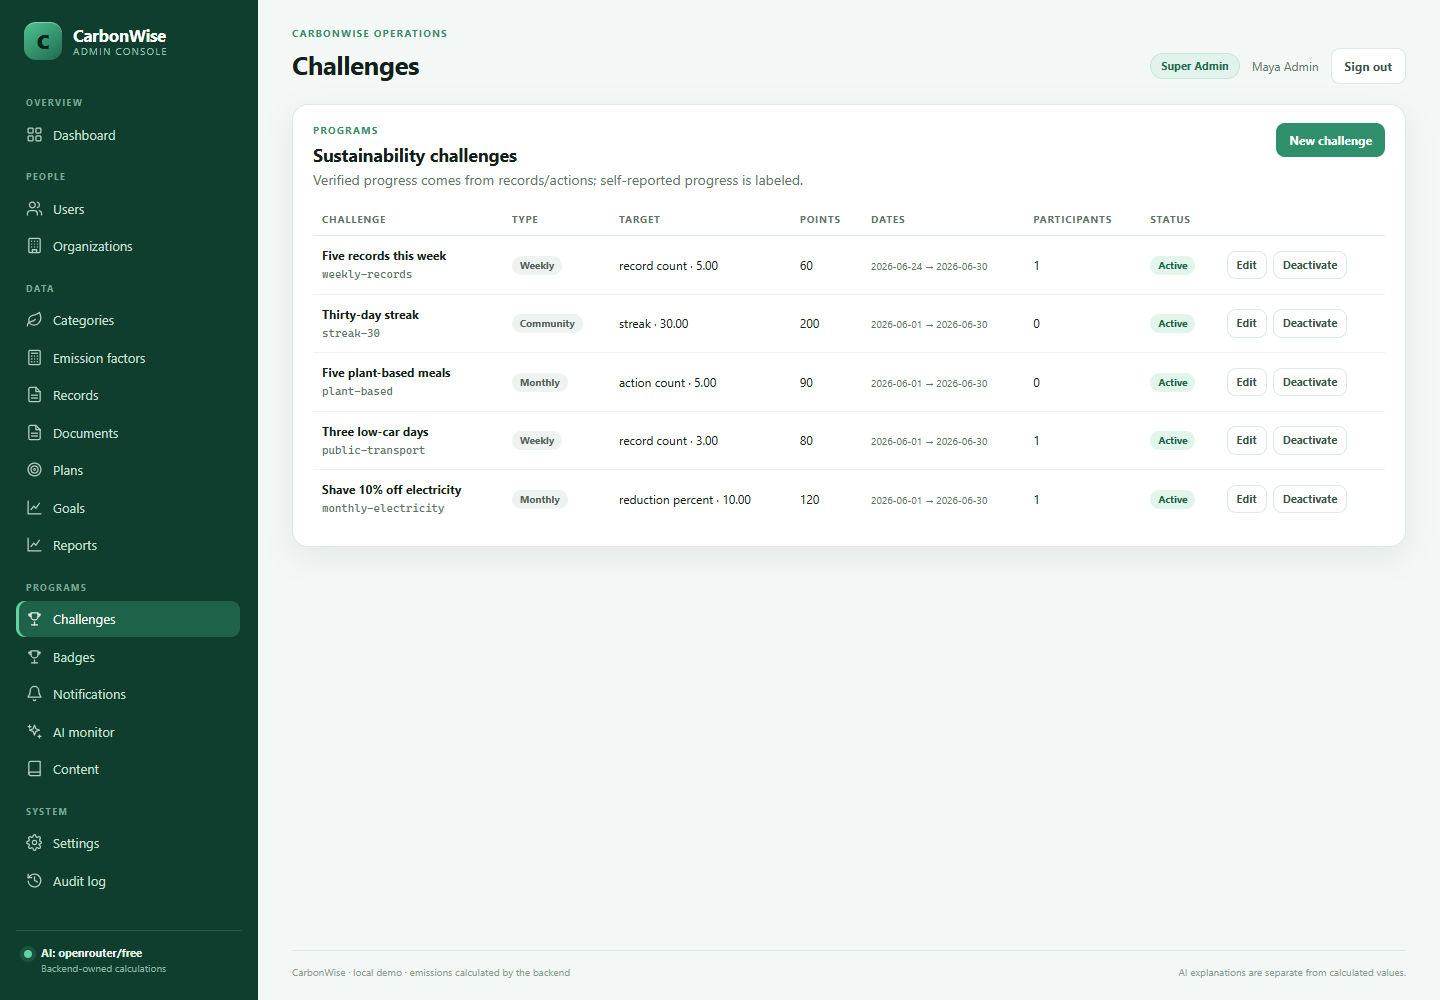 C
CarbonWise
ADMIN CONSOLE
OVERVIEW
Dashboard
PEOPLE
Users
Organizations
DATA
Categories
Emission factors
Records
Documents
Plans
Goals
Reports
PROGRAMS
Challenges
Badges
Notifications
AI monitor
Content
SYSTEM
Settings
Audit log
AI: openrouter/free
Backend-owned calculations
CARBONWISE OPERATIONS
Challenges
Super Admin Maya Admin Sign out
PROGRAMS
Sustainability challenges
Verified progress comes from records/actions; self-reported progress is labeled.
New challenge
CHALLENGE TYPE TARGET POINTS DATES PARTICIPANTS STATUS
Five records this week
weekly-records
Weekly record count · 5.00 60 2026-06-24 → 2026-06-30 1 Active Edit Deactivate
Thirty-day streak
streak-30
Community streak · 30.00 200 2026-06-01 → 2026-06-30 0 Active Edit Deactivate
Five plant-based meals
plant-based
Monthly action count · 5.00 90 2026-06-01 → 2026-06-30 0 Active Edit Deactivate
Three low-car days
public-transport
Weekly record count · 3.00 80 2026-06-01 → 2026-06-30 1 Active Edit Deactivate
Shave 10% off electricity
monthly-electricity
Monthly reduction percent · 10.00 120 2026-06-01 → 2026-06-30 1 Active Edit Deactivate
CarbonWise · local demo · emissions calculated by the backend
AI explanations are separate from calculated values.